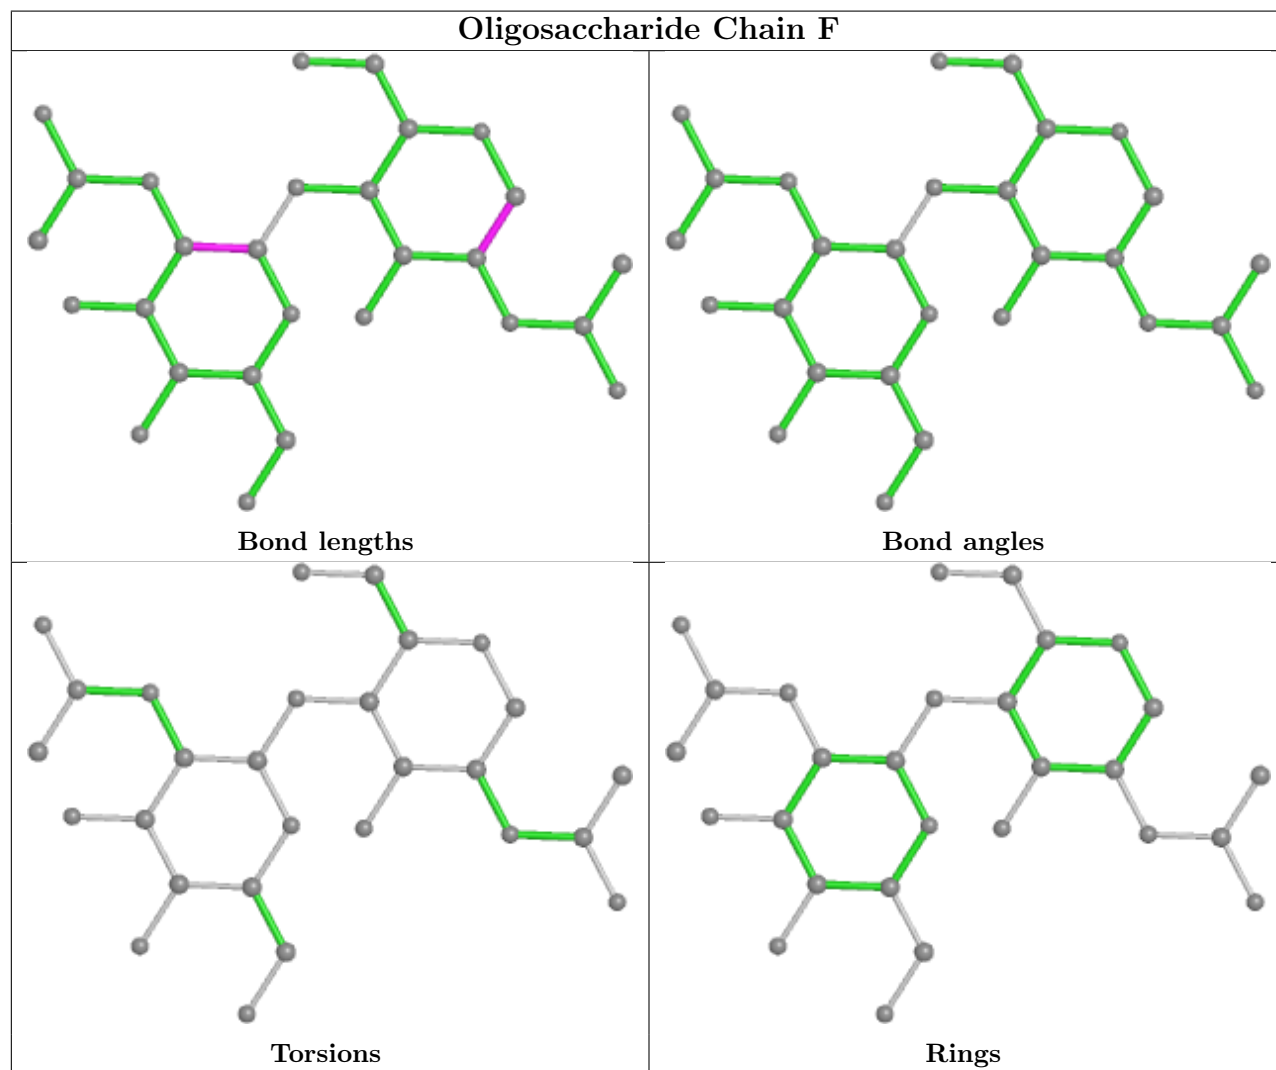 Oligosaccharide Chain F
Bond lengths
Bond angles
Torsions
Rings